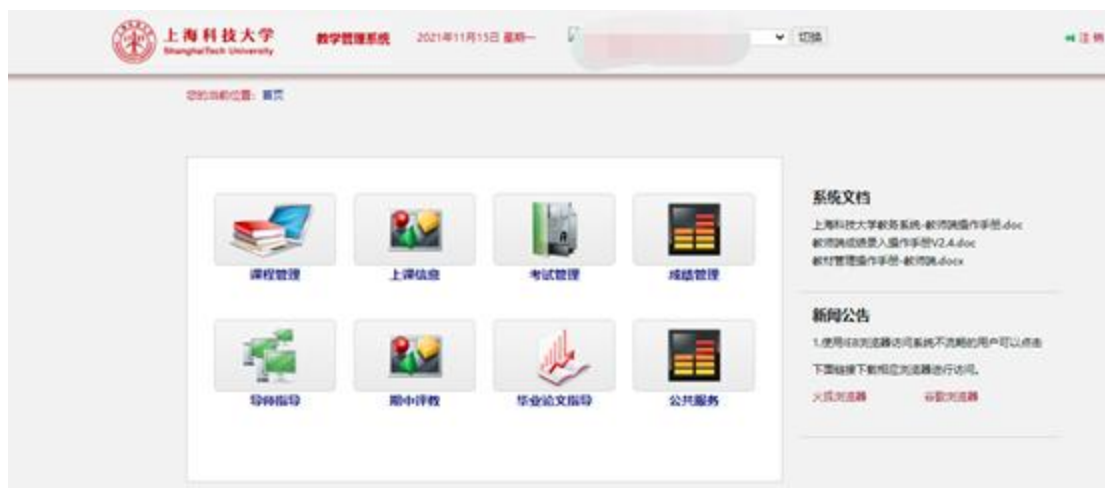 上海科技大学
ShanghaiTech University
教学管理系统
2021年11月15日 星期一
切换
注销
您的当前位置：首页
课程管理
上课信息
考试管理
成绩管理
导师指导
期中评教
毕业论文指导
公共服务
系统文档
上海科技大学教务系统-教师端操作手册.doc
教师端成绩录入操作手册V2.4.doc
教材管理操作手册-教师端.docx
新闻公告
1.使用IE8浏览器访问系统不流畅的用户可以点击
下面链接下载相应浏览器进行访问。
火狐浏览器
谷歌浏览器